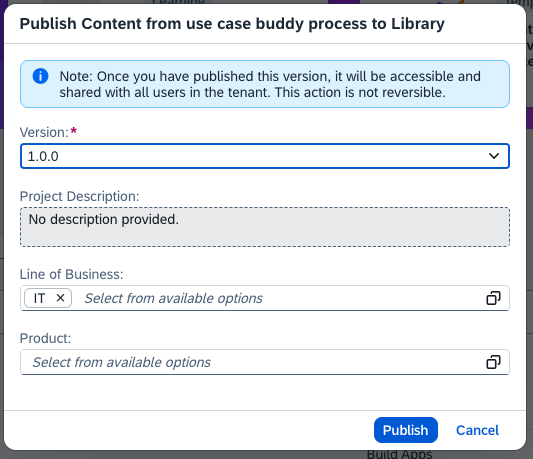 Learning
Publish Content from use case buddy process to Library
Note: Once you have published this version, it will be accessible and
shared with all users in the tenant. This action is not reversible.
Version:*
1.0.0
Project Description:
No description provided.
Line of Business:
IT ✕ Select from available options
Product:
Select from available options
Publish Cancel
Build Apps